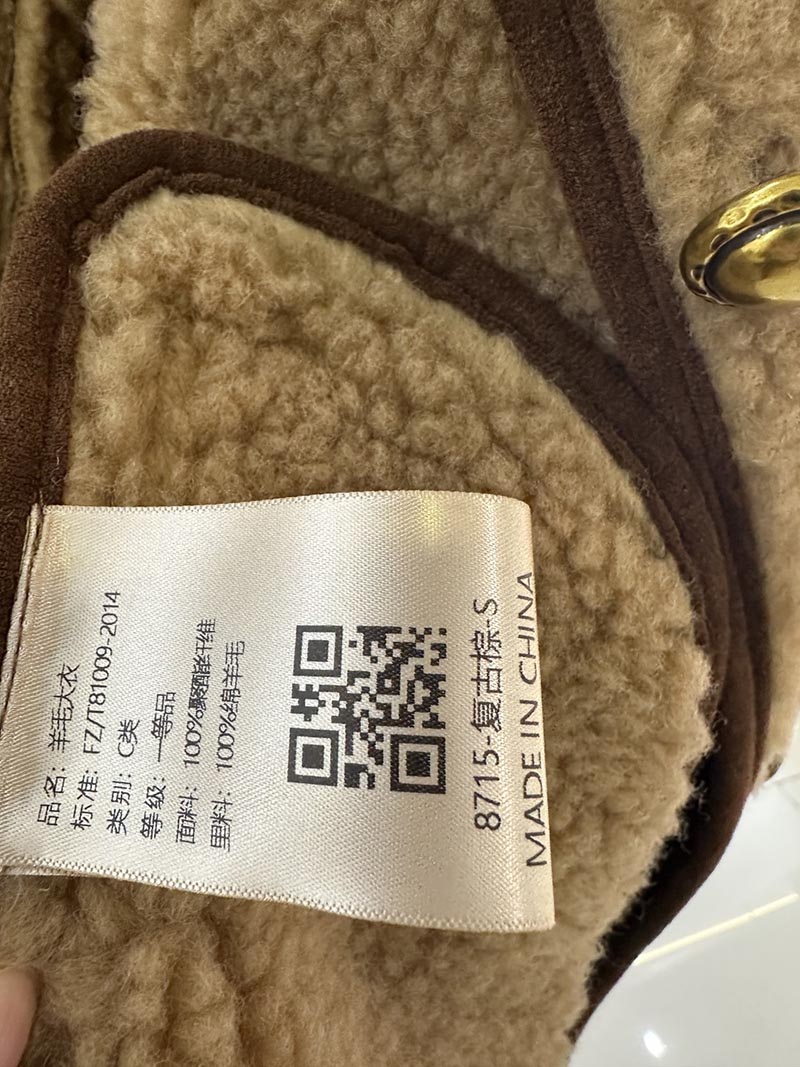 品名: 羊毛大衣
标准: FZ/T81009-2014
类别: C类
等级: 一等品
面料: 100%聚酯纤维
里料: 100%绵羊毛
8715-复古棕-S
MADE IN CHINA